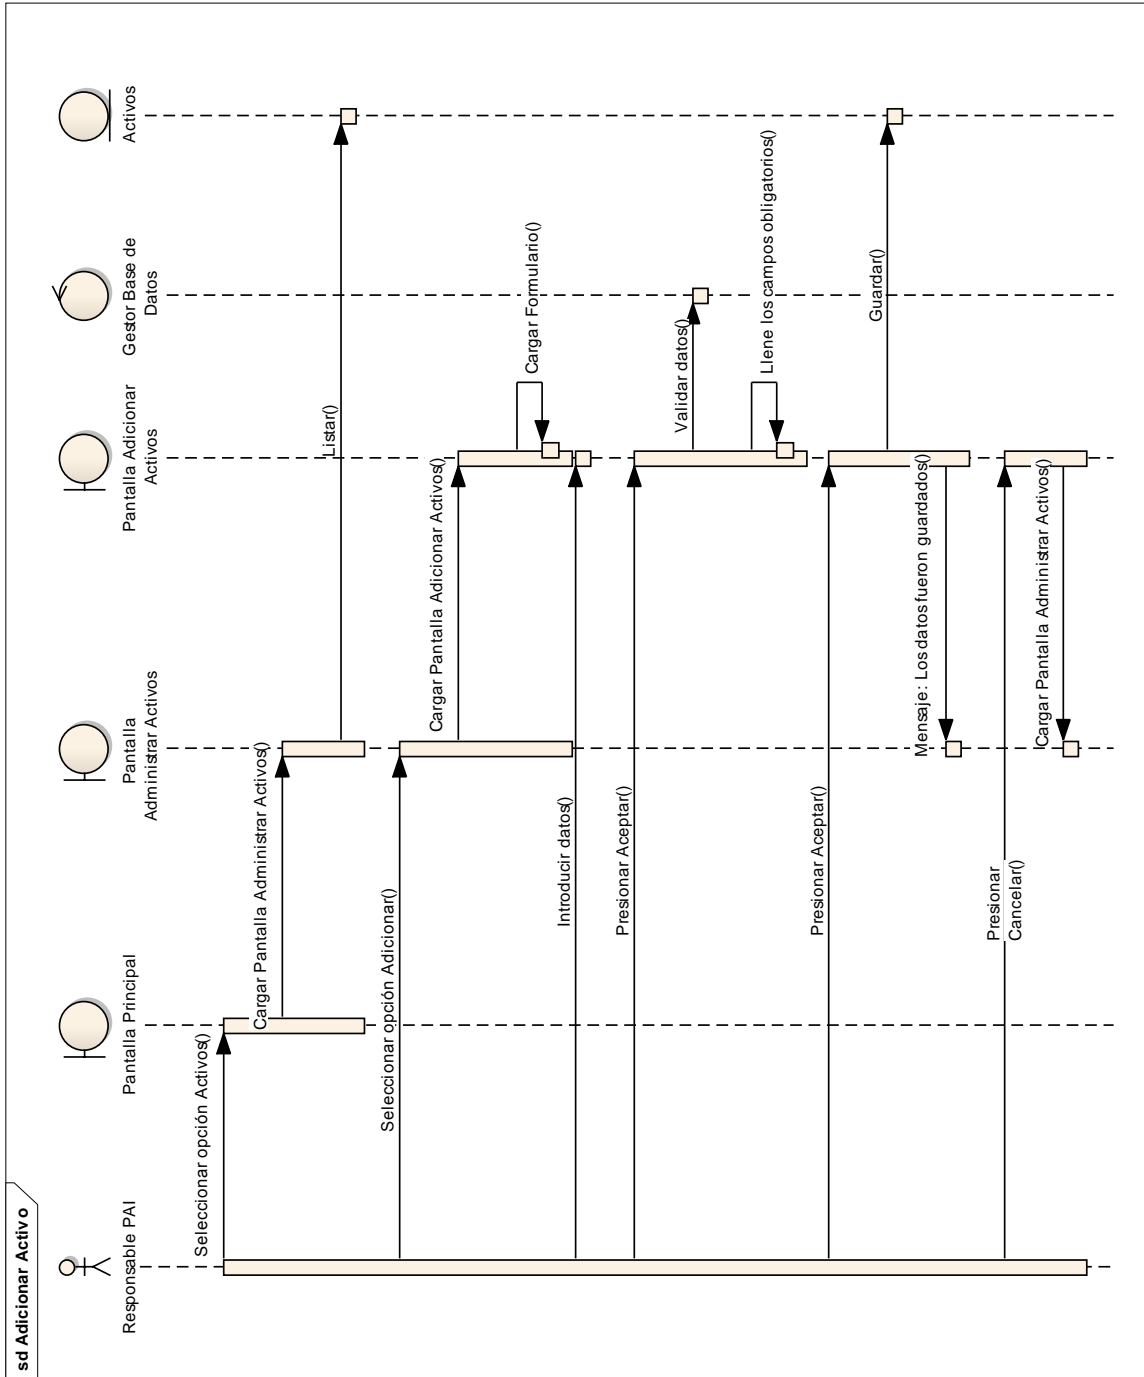 sd Adicionar Activo
Responsable PAI
Pantalla Principal
Pantalla
Administrar Activos
Pantalla Adicionar
Activos
Gestor Base de
Datos
Activos
Seleccionar opción Activos()
Cargar Pantalla Administrar Activos()
Listar()
Seleccionar opción Adicionar()
Cargar Pantalla Adicionar Activos()
Cargar Formulario()
Introducir datos()
Presionar Aceptar()
Validar datos()
Llene los campos obligatorios()
Presionar Aceptar()
Guardar()
Mensaje: Los datos fueron guardados()
Presionar
Cancelar()
Cargar Pantalla Administrar Activos()